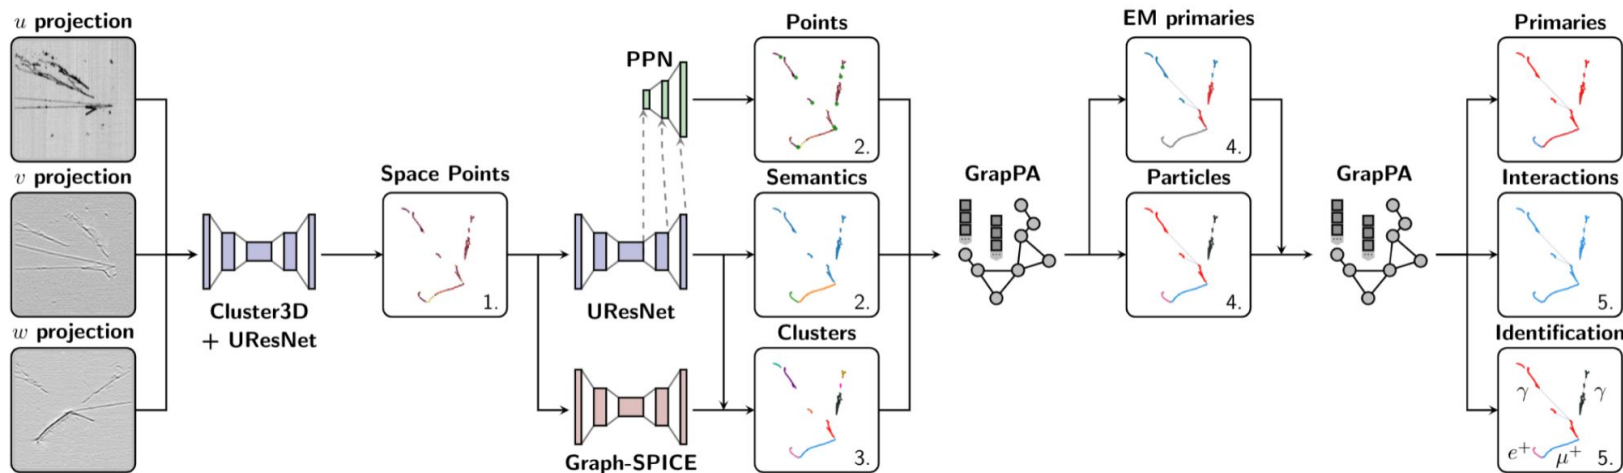 u projection
v projection
w projection
Cluster3D
+ UResNet
Space Points
1.
PPN
UResNet
Graph-SPICE
Points
2.
Semantics
2.
Clusters
3.
GrapPA
EM primaries
4.
Particles
4.
GrapPA
Primaries
Interactions
5.
Identification
γ
γ
e⁺
μ⁺
5.